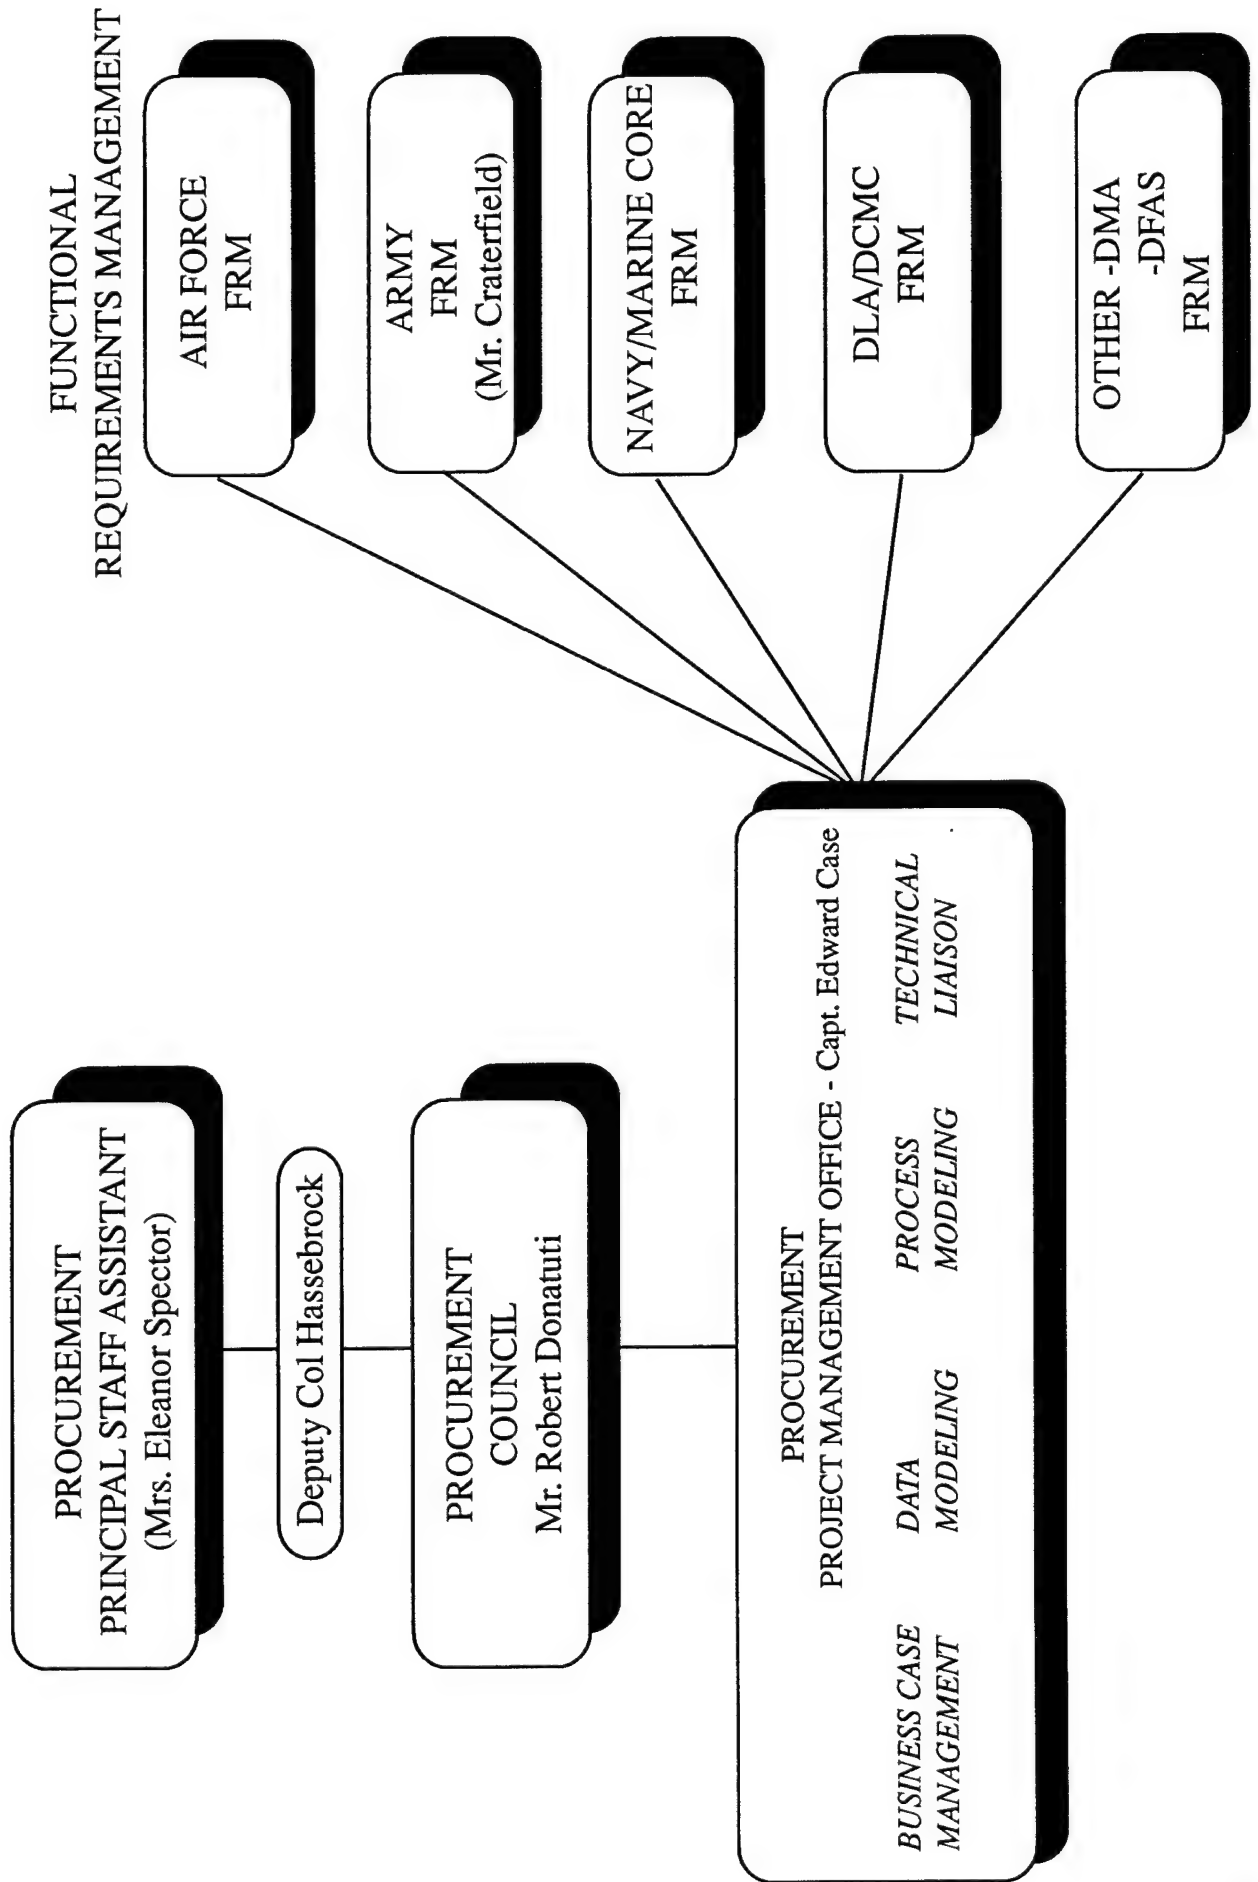 PROCUREMENT
PRINCIPAL STAFF ASSISTANT
(Mrs. Eleanor Spector)
Deputy Col Hassebrock
PROCUREMENT
COUNCIL
Mr. Robert Donatuti
PROCUREMENT
PROJECT MANAGEMENT OFFICE - Capt. Edward Case
BUSINESS CASE
MANAGEMENT
DATA
MODELING
PROCESS
MODELING
TECHNICAL
LIAISON
FUNCTIONAL
REQUIREMENTS MANAGEMENT
AIR FORCE
FRM
ARMY
FRM
(Mr. Craterfield)
NAVY/MARINE CORE
FRM
DLA/DCMC
FRM
OTHER -DMA
-DFAS
FRM